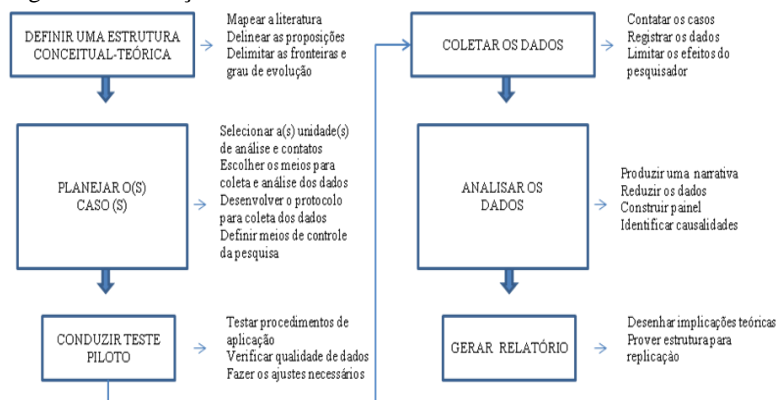 DEFINIR UMA ESTRUTURA
CONCEITUAL-TEÓRICA
Mapear a literatura
Delinear as proposições
Delimitar as fronteiras e
grau de evolução
PLANEJAR O(S)
CASO (S)
Selecionar a(s) unidade(s)
de análise e contatos
Escolher os meios para
coleta e análise dos dados
Desenvolver o protocolo
para coleta dos dados
Definir meios de controle
da pesquisa
CONDUZIR TESTE
PILOTO
Testar procedimentos de
aplicação
Verificar qualidade de dados
Fazer os ajustes necessários
COLETAR OS DADOS
Contatar os casos
Registrar os dados
Limitar os efeitos do
pesquisador
ANALISAR OS
DADOS
Produzir uma narrativa
Reduzir os dados
Construir painel
Identificar causalidades
GERAR RELATÓRIO
Desenhar implicações teóricas
Prover estrutura para
replicação